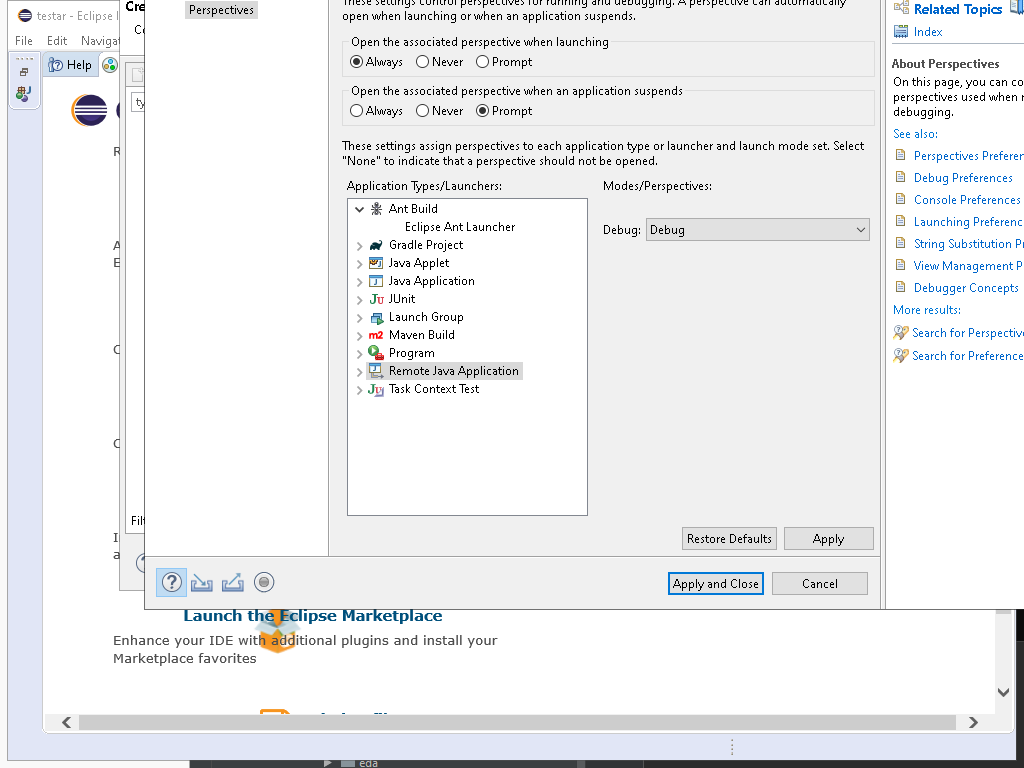 testar - Eclipse I
Cre
Perspectives
These settings control perspectives for running and debugging. A perspective can automatically
open when launching or when an application suspends.
Related Topics
File
Edit
Navigat
Co
Index
Open the associated perspective when launching
Always
Never
Prompt
Help
About Perspectives
On this page, you can co
perspectives used when r
debugging.
Open the associated perspective when an application suspends
Always
Never
Prompt
ty
See also:
These settings assign perspectives to each application type or launcher and launch mode set. Select
"None" to indicate that a perspective should not be opened.
Perspectives Preferen
Debug Preferences
Console Preferences
Launching Preferenc
String Substitution P
View Management P
Debugger Concepts
More results:
Search for Perspective
Search for Preference
Application Types/Launchers:
Modes/Perspectives:
Ant Build
Eclipse Ant Launcher
Debug:
Debug
Gradle Project
Java Applet
Java Application
JUnit
Launch Group
Maven Build
Program
Remote Java Application
Task Context Test
Filt
Restore Defaults
Apply
Apply and Close
Cancel
Launch the Eclipse Marketplace
Enhance your IDE with additional plugins and install your
Marketplace favorites
eda